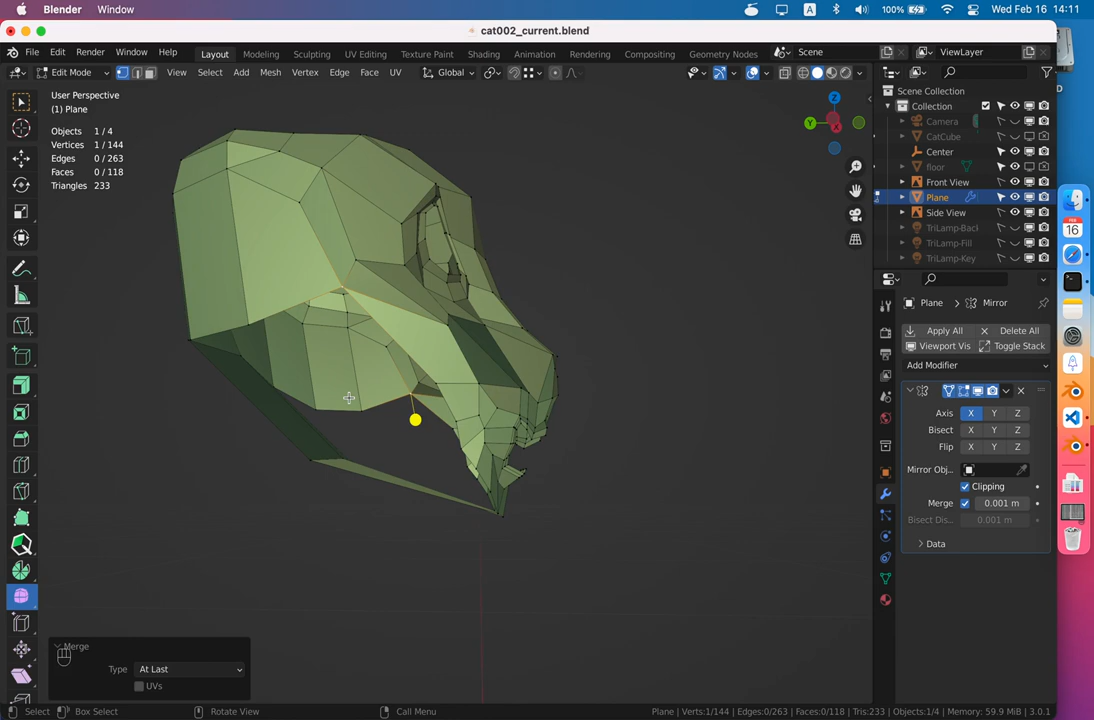 Blender Window A 100% Wed Feb 16 14:11
cat002_current.blend
File Edit Render Window Help Layout Modeling Sculpting UV Editing Texture Paint Shading Animation Rendering Compositing Geometry Nodes Scene ViewLayer
Edit Mode View Select Add Mesh Vertex Edge Face UV Global
User Perspective
(1) Plane
Objects 1/4
Vertices 1/144
Edges 0/263
Faces 0/118
Triangles 233
Z
Y
X
Scene Collection
Collection
Camera
CatCube
Center
floor
Front View
Plane
Side View
TriLamp-Back
TriLamp-Fill
TriLamp-Key
FEB
16
Plane > Mirror
Apply All Delete All
Viewport Vis Toggle Stack
Add Modifier
Axis X Y Z
Bisect X Y Z
Flip X Y Z
Mirror Obj...
Clipping
Merge 0.001 m
Bisect Dis... 0.001 m
Data
Merge
Type At Last
UVs
Select Box Select Rotate View Call Menu Plane | Verts:1/144 | Edges:0/263 | Faces:0/118 | Tris:233 | Objects:1/4 | Memory: 59.9 MiB | 3.0.1